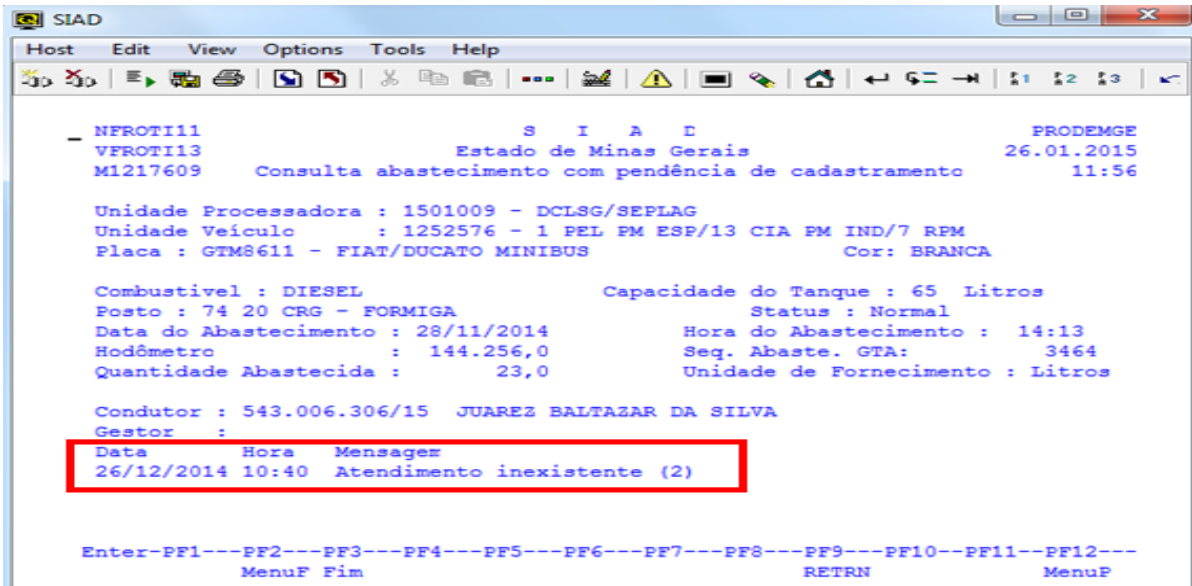 SIAD
Host Edit View Options Tools Help
_ NFROTI11 S I A D PRODEMGE
VFROTI13 Estado de Minas Gerais 26.01.2015
M1217609 Consulta abastecimento com pendência de cadastramento 11:56
Unidade Processadora : 1501009 - DCLSG/SEPLAG
Unidade Veículo : 1252576 - 1 PEL PM ESP/13 CIA PM IND/7 RPM
Placa : GTM8611 - FIAT/DUCATO MINIBUS Cor: BRANCA
Combustível : DIESEL Capacidade do Tanque : 65 Litros
Posto : 74 20 CRG - FORMIGA Status : Normal
Data do Abastecimento : 28/11/2014 Hora do Abastecimento : 14:13
Hodômetro : 144.256,0 Seq. Abaste. GTA: 3464
Quantidade Abastecida : 23,0 Unidade de Fornecimento : Litros
Condutor : 543.006.306/15 JUAREZ BALTAZAR DA SILVA
Gestor :
Data Hora Mensagem
26/12/2014 10:40 Atendimento inexistente (2)
Enter-PF1---PF2---PF3---PF4---PF5---PF6---PF7---PF8---PF9---PF10--PF11--PF12---
MenuF Fim RETRN MenuP